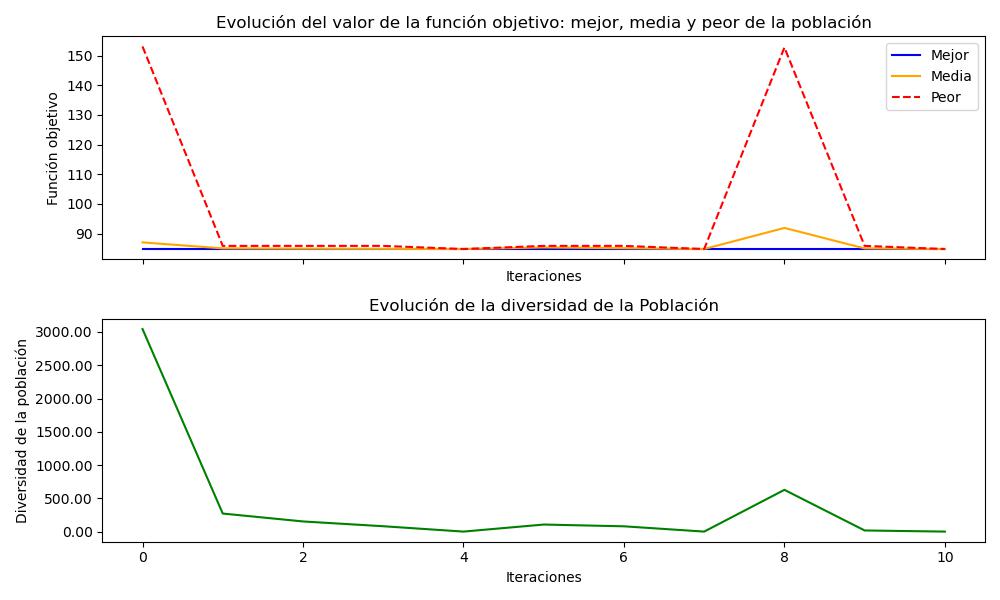 Evolución del valor de la función objetivo: mejor, media y peor de la población
150
140
130
120
110
100
90
Función objetivo
Mejor
Media
Peor
Iteraciones
Evolución de la diversidad de la Población
3000.00
2500.00
2000.00
1500.00
1000.00
500.00
0.00
Diversidad de la población
0 2 4 6 8 10
Iteraciones